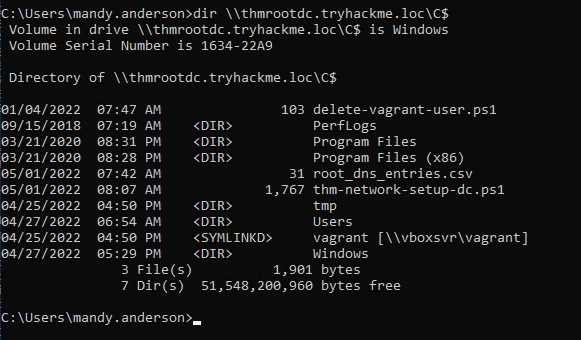 C:\Users\mandy.anderson>dir \\thmrootdc.tryhackme.loc\C$
 Volume in drive \\thmrootdc.tryhackme.loc\C$ is Windows
 Volume Serial Number is 1634-22A9

 Directory of \\thmrootdc.tryhackme.loc\C$

01/04/2022  07:47 AM               103 delete-vagrant-user.ps1
09/15/2018  07:19 AM    <DIR>          PerfLogs
03/21/2020  08:31 PM    <DIR>          Program Files
03/21/2020  08:28 PM    <DIR>          Program Files (x86)
05/01/2022  07:42 AM                31 root_dns_entries.csv
05/01/2022  08:07 AM             1,767 thm-network-setup-dc.ps1
04/25/2022  04:50 PM    <DIR>          tmp
04/27/2022  06:54 AM    <DIR>          Users
04/25/2022  04:50 PM    <SYMLINKD>     vagrant [\\vboxsvr\vagrant]
04/27/2022  05:29 PM    <DIR>          Windows
               3 File(s)          1,901 bytes
               7 Dir(s)  51,548,200,960 bytes free

C:\Users\mandy.anderson>_